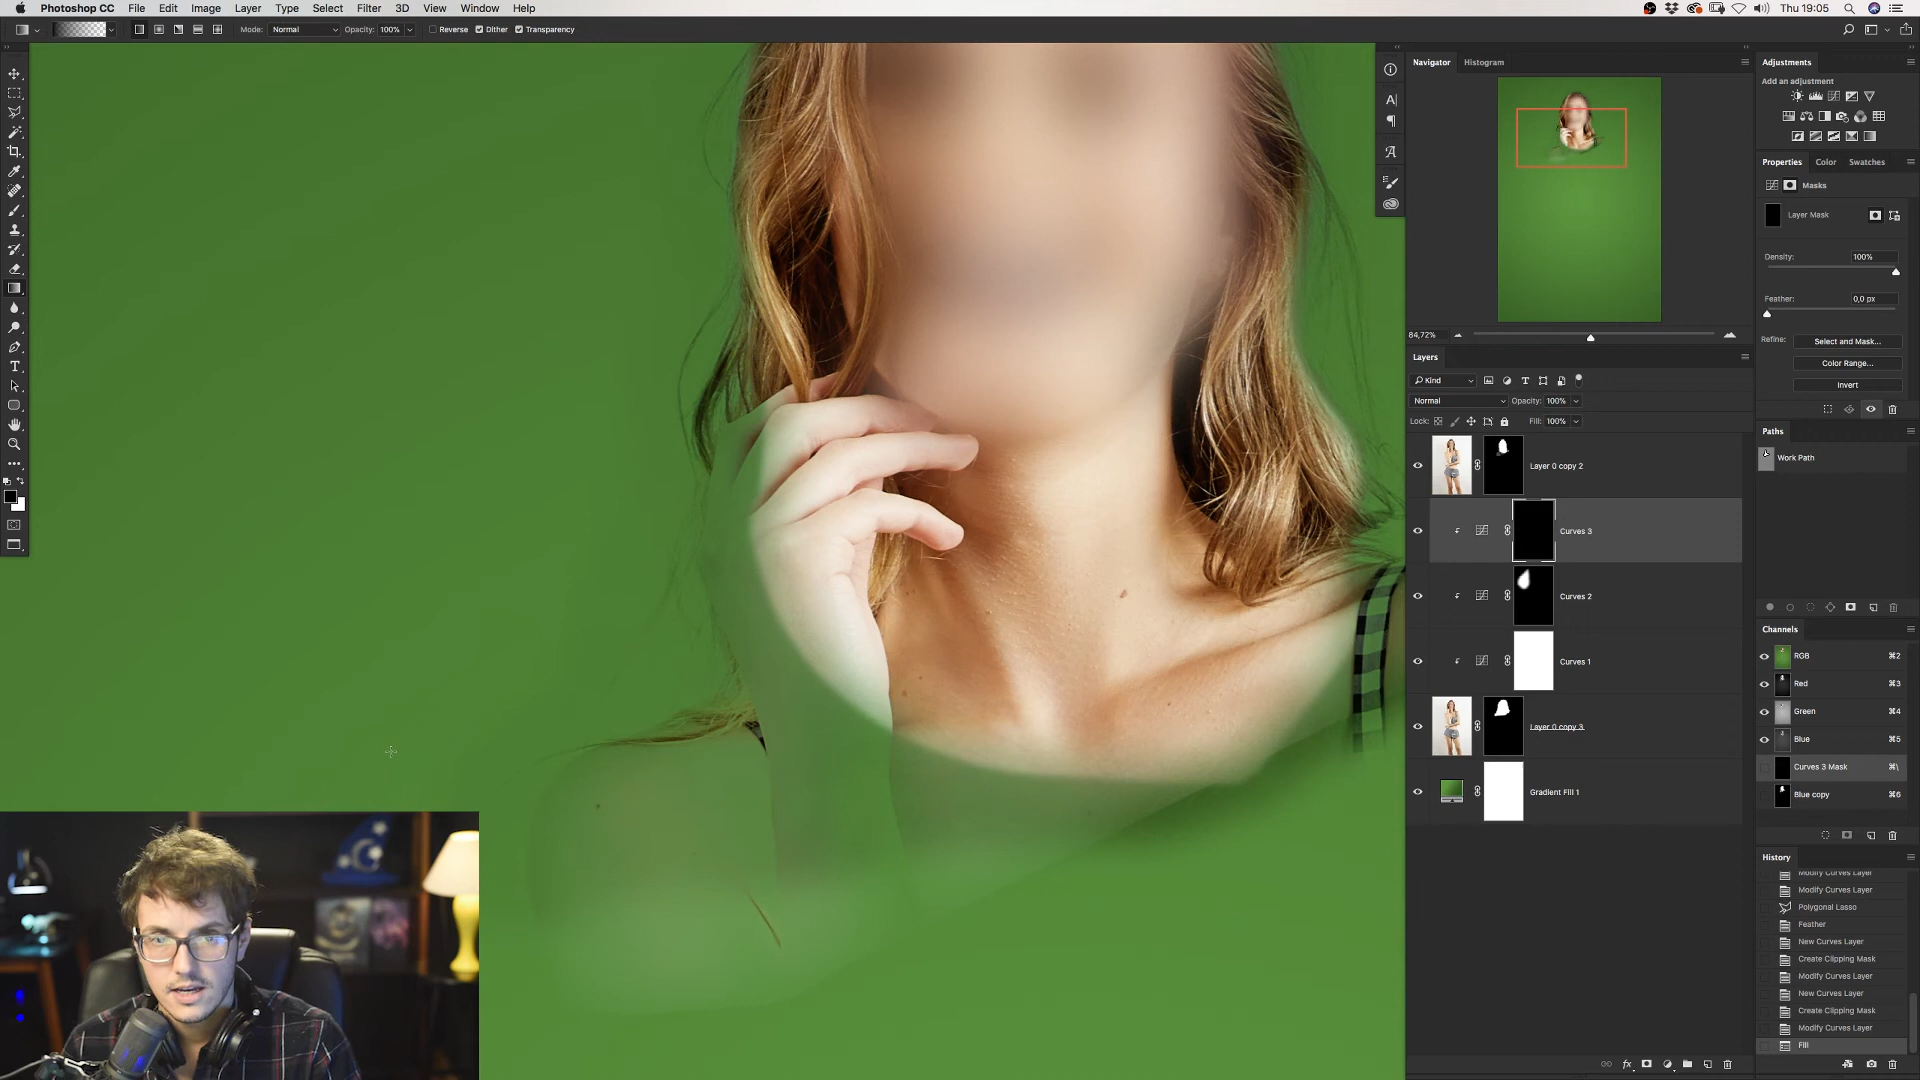 Photoshop CC File Edit Image Layer Type Select Filter 3D View Window Help Thu 19:05
Mode: Normal Opacity: 100% Reverse Dither Transparency
Navigator Histogram
84,72%
Layers
Kind
Normal Opacity: 100%
Lock: Fill: 100%
Layer 0 copy 2
Curves 3
Curves 2
Curves 1
Layer 0 copy 3
Gradient Fill 1
Adjustments
Add an adjustment
Properties Color Swatches
Masks
Layer Mask
Density: 100%
Feather: 0,0 px
Refine: Select and Mask...
Color Range...
Invert
Paths
Work Path
Channels
RGB ⌘2
Red ⌘3
Green ⌘4
Blue ⌘5
Curves 3 Mask ⌘\
Blue copy ⌘6
History
Modify Curves Layer
Modify Curves Layer
Polygonal Lasso
Feather
New Curves Layer
Create Clipping Mask
Modify Curves Layer
New Curves Layer
Create Clipping Mask
Modify Curves Layer
Fill